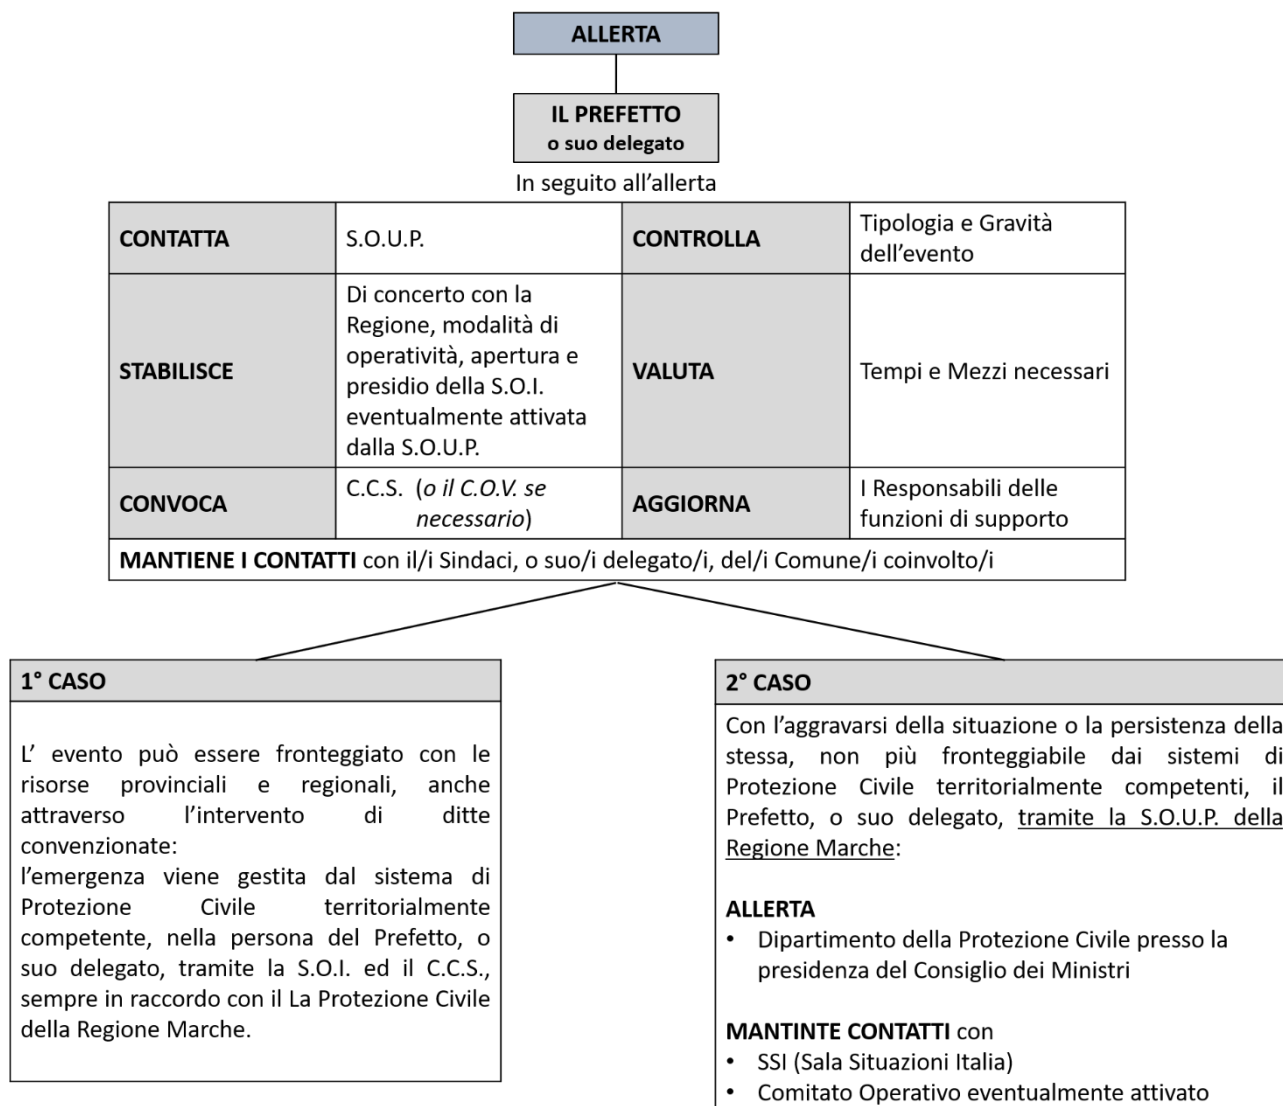 ALLERTA
IL PREFETTO
o suo delegato
In seguito all'allerta
CONTATTA
S.O.U.P.
CONTROLLA
Tipologia e Gravità
dell'evento
STABILISCE
Di concerto con la
Regione, modalità di
operatività, apertura e
presidio della S.O.I.
eventualmente attivata
dalla S.O.U.P.
VALUTA
Tempi e Mezzi necessari
CONVOCA
C.C.S. (o il C.O.V. se
necessario)
AGGIORNA
I Responsabili delle
funzioni di supporto
MANTIENE I CONTATTI con il/i Sindaci, o suo/i delegato/i, del/i Comune/i coinvolto/i
1° CASO
L' evento può essere fronteggiato con le
risorse provinciali e regionali, anche
attraverso l'intervento di ditte
convenzionate:
l'emergenza viene gestita dal sistema di
Protezione Civile territorialmente
competente, nella persona del Prefetto, o
suo delegato, tramite la S.O.I. ed il C.C.S.,
sempre in raccordo con il La Protezione Civile
della Regione Marche.
2° CASO
Con l'aggravarsi della situazione o la persistenza della
stessa, non più fronteggiabile dai sistemi di
Protezione Civile territorialmente competenti, il
Prefetto, o suo delegato, tramite la S.O.U.P. della
Regione Marche:
ALLERTA
• Dipartimento della Protezione Civile presso la
presidenza del Consiglio dei Ministri
MANTINTE CONTATTI con
• SSI (Sala Situazioni Italia)
• Comitato Operativo eventualmente attivato